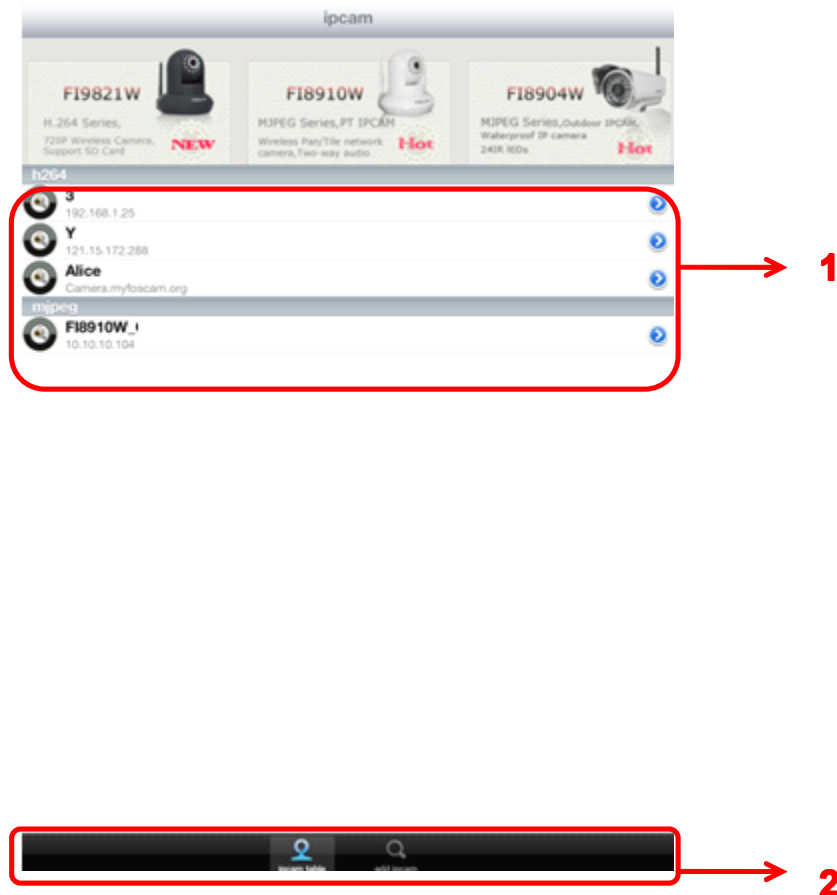 ipcam
FI9821W
H.264 Series,
720P Wireless Camera,
Support SD Card
NEW
FI8910W
MJPEG Series,PT IPCAM
Wireless Pan/Tile network
camera,Two-way audio
Hot
FI8904W
MJPEG Series,Outdoor IPCAM,
Waterproof IP camera
24IR lEDs
Hot
h264
3
192.168.1.25
Y
121.15.172.288
Alice
Camera.myfoscam.org
mjpeg
FI8910W_
10.10.10.104
1
ipcam table
add ipcam
2